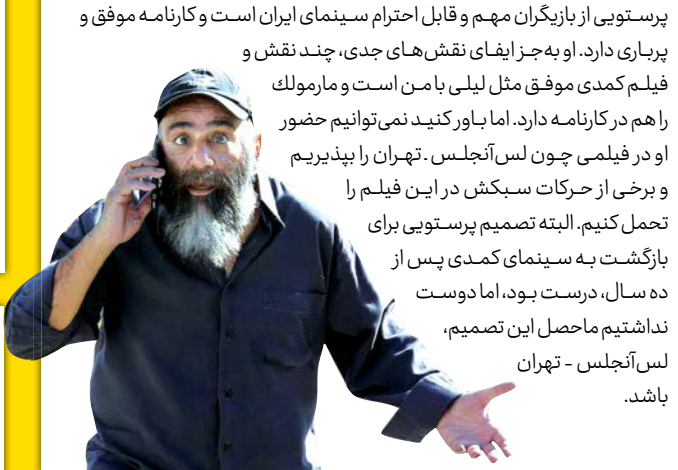 پرستویی از بازیگران مهم و قابل احترام سینمای ایران است و کارنامه موفق و
پرباری دارد. او به‌جز ایفای نقش‌های جدی، چند نقش و
فیلم کمدی موفق مثل لیلی با من است و مارمولك
را هم در کارنامه دارد. اما باور کنید نمی‌توانیم حضور
او در فیلمی چون لس‌آنجلس ـ تهران را بپذیریم
و برخی از حرکات سبکش در این فیلم را
تحمل کنیم. البته تصمیم پرستویی برای
بازگشت به سینمای کمدی پس از
ده سال، درست بود، اما دوست
نداشتیم ماحصل این تصمیم،
لس‌آنجلس - تهران
باشد.